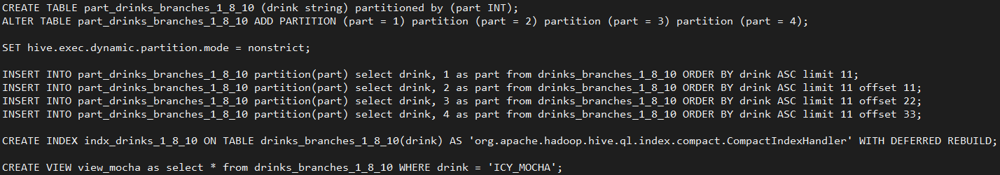 CREATE TABLE part_drinks_branches_1_8_10 (drink string) partitioned by (part INT);
ALTER TABLE part_drinks_branches_1_8_10 ADD PARTITION (part = 1) partition (part = 2) partition (part = 3) partition (part = 4);
SET hive.exec.dynamic.partition.mode = nonstrict;
INSERT INTO part_drinks_branches_1_8_10 partition(part) select drink, 1 as part from drinks_branches_1_8_10 ORDER BY drink ASC limit 11;
INSERT INTO part_drinks_branches_1_8_10 partition(part) select drink, 2 as part from drinks_branches_1_8_10 ORDER BY drink ASC limit 11 offset 11;
INSERT INTO part_drinks_branches_1_8_10 partition(part) select drink, 3 as part from drinks_branches_1_8_10 ORDER BY drink ASC limit 11 offset 22;
INSERT INTO part_drinks_branches_1_8_10 partition(part) select drink, 4 as part from drinks_branches_1_8_10 ORDER BY drink ASC limit 11 offset 33;
CREATE INDEX indx_drinks_1_8_10 ON TABLE drinks_branches_1_8_10(drink) AS 'org.apache.hadoop.hive.ql.index.compact.CompactIndexHandler' WITH DEFERRED REBUILD;
CREATE VIEW view_mocha as select * from drinks_branches_1_8_10 WHERE drink = 'ICY_MOCHA';